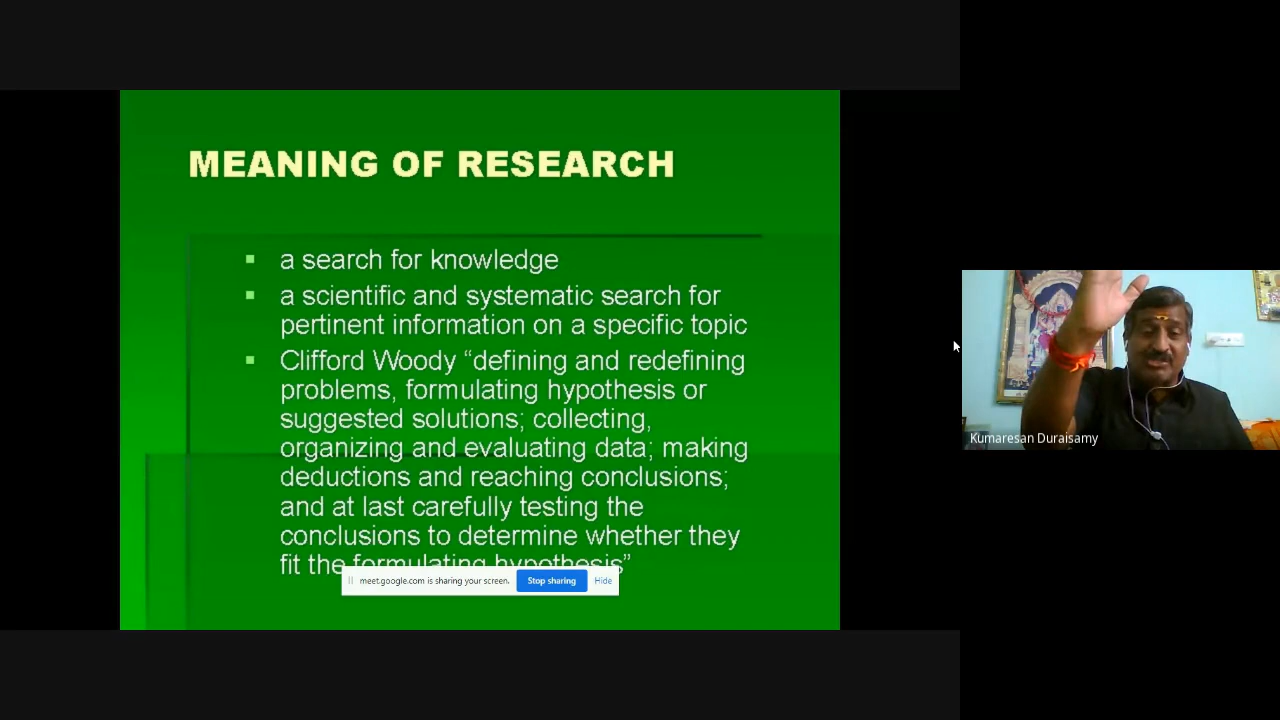 MEANING OF RESEARCH
a search for knowledge
a scientific and systematic search for
pertinent information on a specific topic
Clifford Woody “defining and redefining
problems, formulating hypothesis or
suggested solutions; collecting,
organizing and evaluating data; making
deductions and reaching conclusions;
and at last carefully testing the
conclusions to determine whether they
fit the formulating hypothesis”
meet.google.com is sharing your screen. Stop sharing Hide
Kumaresan Duraisamy